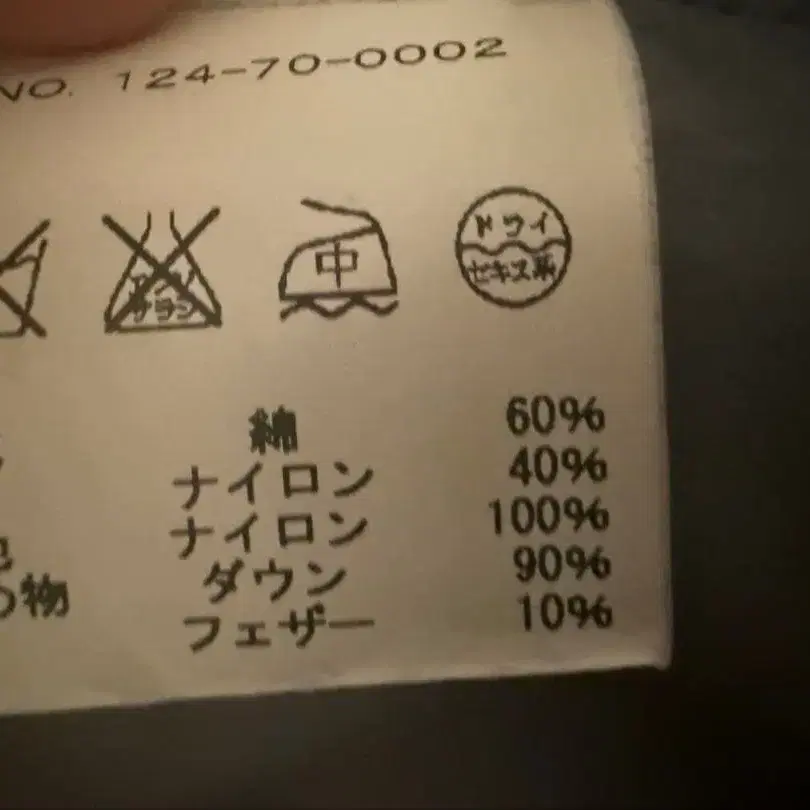 NO. 124-70-0002
中
ドライ
セキユ系
綿 60%
ナイロン 40%
ナイロン 100%
ダウン 90%
物 フェザー 10%